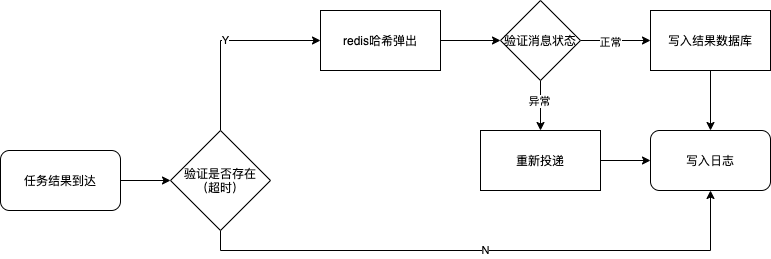 Y
redis哈希弹出
验证消息状态
正常
写入结果数据库
异常
任务结果到达
验证是否存在
（超时）
重新投递
写入日志
N